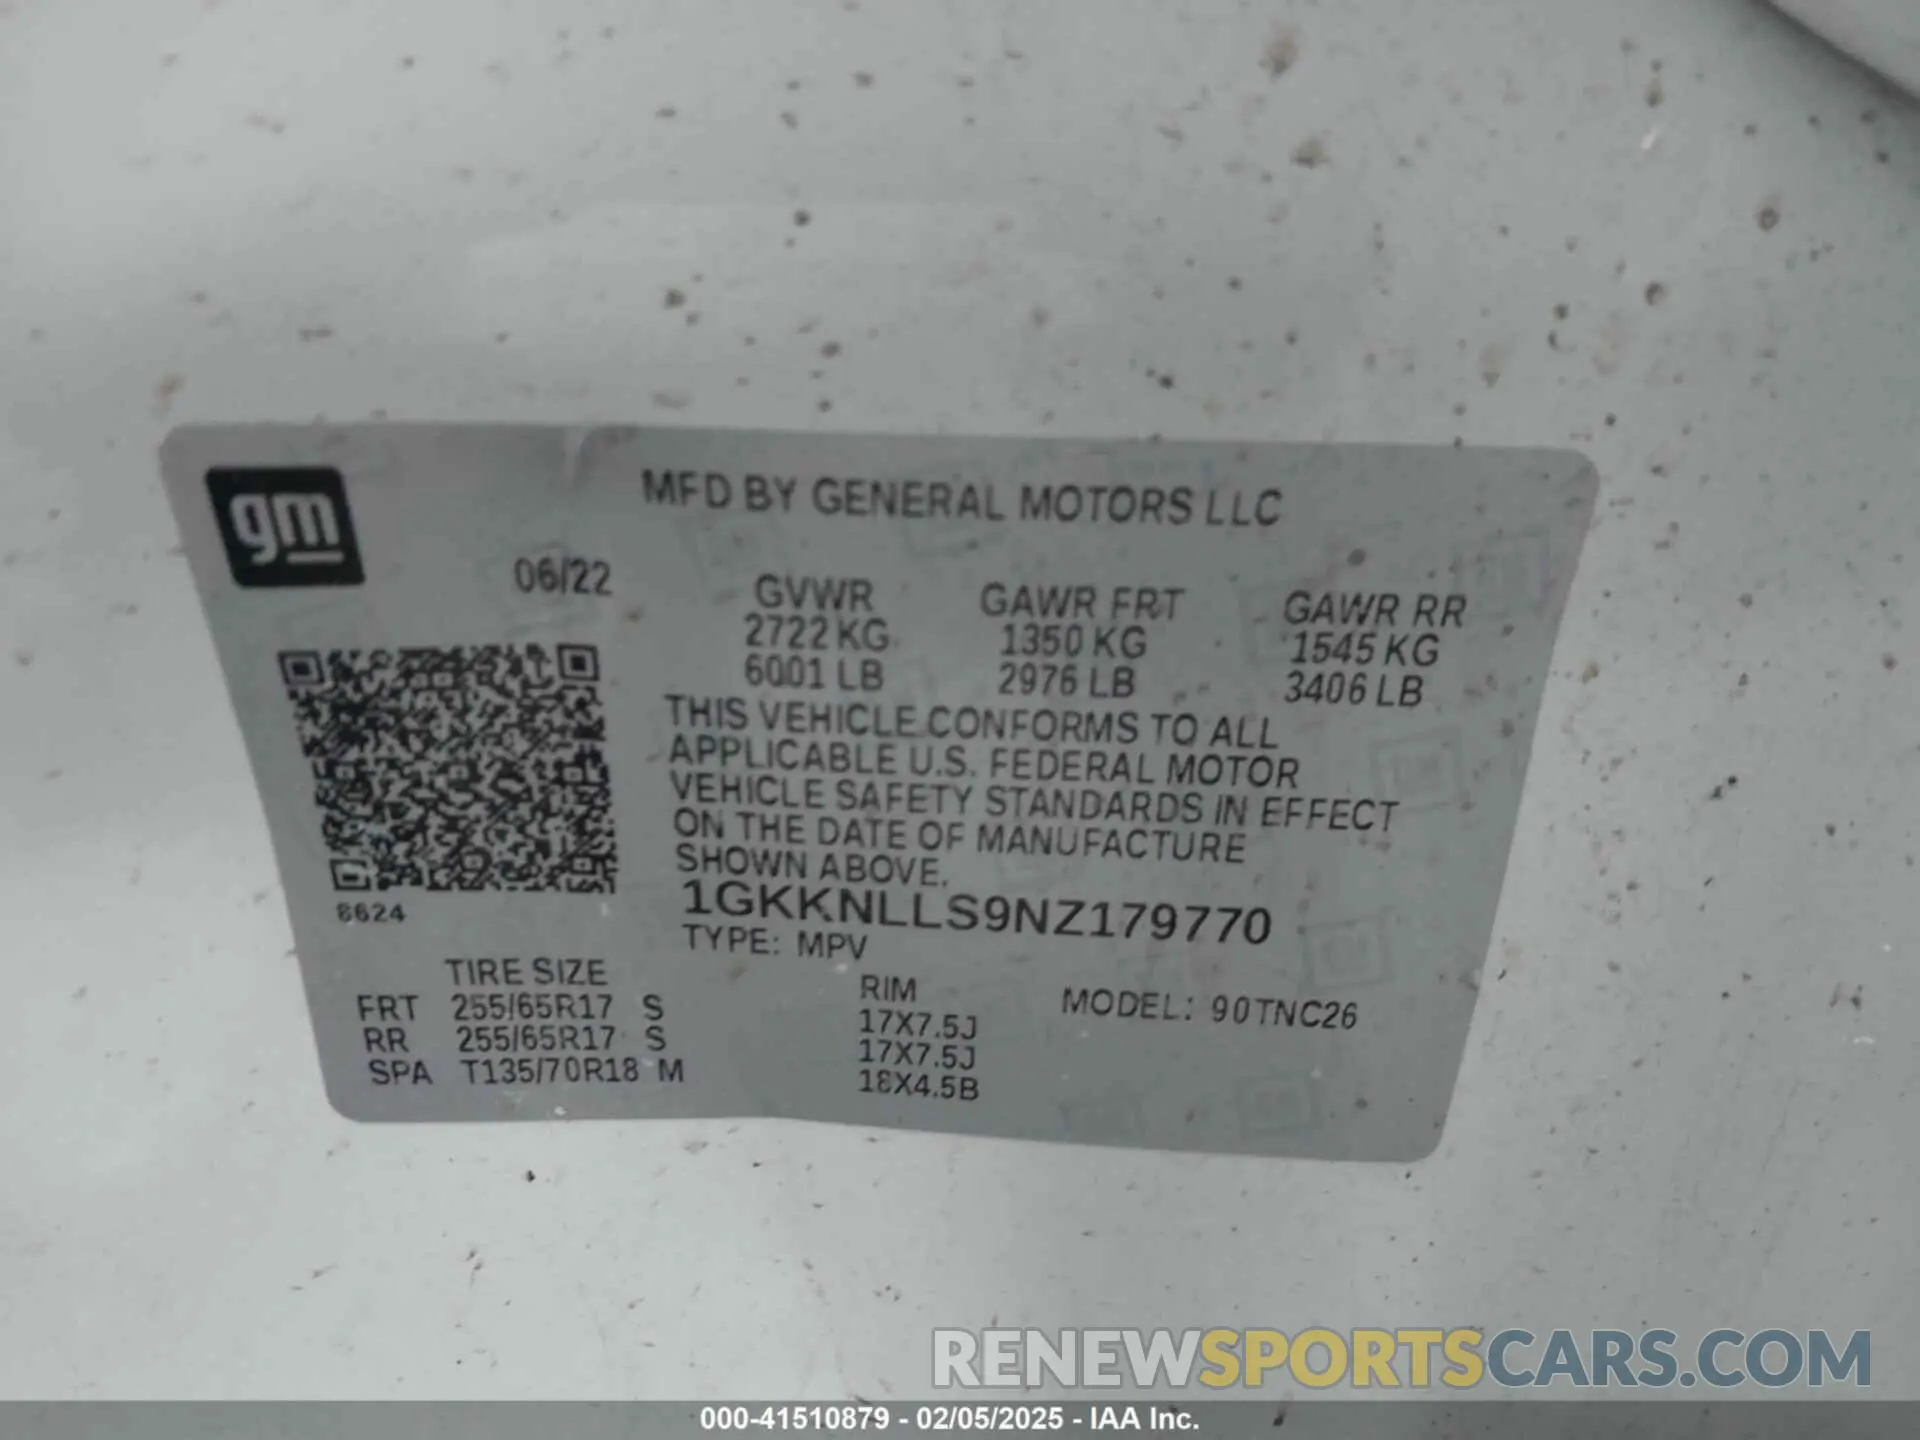 gm
MFD BY GENERAL MOTORS LLC
06/22
GVWR GAWR FRT GAWR RR
2722 KG 1350 KG 1545 KG
6001 LB 2976 LB 3406 LB
THIS VEHICLE CONFORMS TO ALL
APPLICABLE U.S. FEDERAL MOTOR
VEHICLE SAFETY STANDARDS IN EFFECT
ON THE DATE OF MANUFACTURE
SHOWN ABOVE.
8624
1GKKNLLS9NZ179770
TYPE: MPV
TIRE SIZE RIM MODEL: 90TNC26
FRT 255/65R17 S 17X7.5J
RR 255/65R17 S 17X7.5J
SPA T135/70R18 M 18X4.5B
RENEWSPORTSCARS.COM
000-41510879 - 02/05/2025 - IAA Inc.